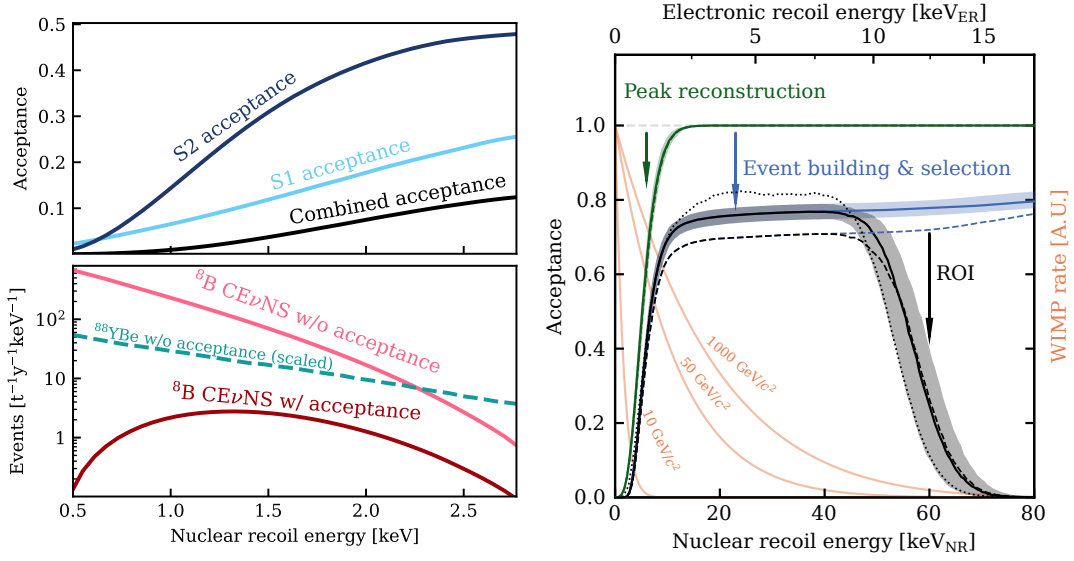 0.5
0.4
0.3
0.2
0.1
Acceptance
S2 acceptance
S1 acceptance
Combined acceptance
10²
10
1
Events [t⁻¹y⁻¹keV⁻¹]
⁸B CEνNS w/o acceptance
⁸⁸YBe w/o acceptance (scaled)
⁸B CEνNS w/ acceptance
0.5 1.0 1.5 2.0 2.5
Nuclear recoil energy [keV]
Electronic recoil energy [keV_ER]
0 5 10 15
Peak reconstruction
Event building & selection
ROI
1000 GeV/c²
50 GeV/c²
10 GeV/c²
1.0
0.8
0.6
0.4
0.2
0.0
Acceptance
WIMP rate [A.U.]
0 20 40 60 80
Nuclear recoil energy [keV_NR]